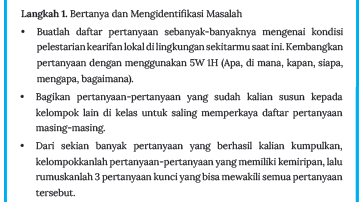 Langkah 1. Bertanya dan Mengidentifikasi Masalah
• Buatlah daftar pertanyaan sebanyak-banyaknya mengenai kondisi
pelestarian kearifan lokal di lingkungan sekitarmu saat ini. Kembangkan
pertanyaan dengan menggunakan 5W 1H (Apa, di mana, kapan, siapa,
mengapa, bagaimana).
• Bagikan pertanyaan-pertanyaan yang sudah kalian susun kepada
kelompok lain di kelas untuk saling memperkaya daftar pertanyaan
masing-masing.
• Dari sekian banyak pertanyaan yang berhasil kalian kumpulkan,
kelompokkanlah pertanyaan-pertanyaan yang memiliki kemiripan, lalu
rumuskanlah 3 pertanyaan kunci yang bisa mewakili semua pertanyaan
tersebut.